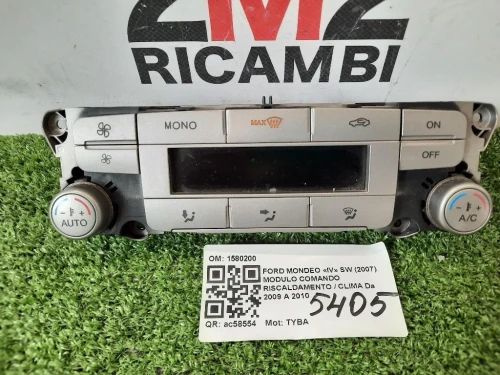 2M2
RICAMBI
MONO
MAX
ON
OFF
AUTO
A/C
OM: 1580200
FORD MONDEO «IV» SW (2007)
MODULO COMANDO
RISCALDAMENTO / CLIMA Da
2009 A 2010
5405
QR: ac58554 Mot: TYBA